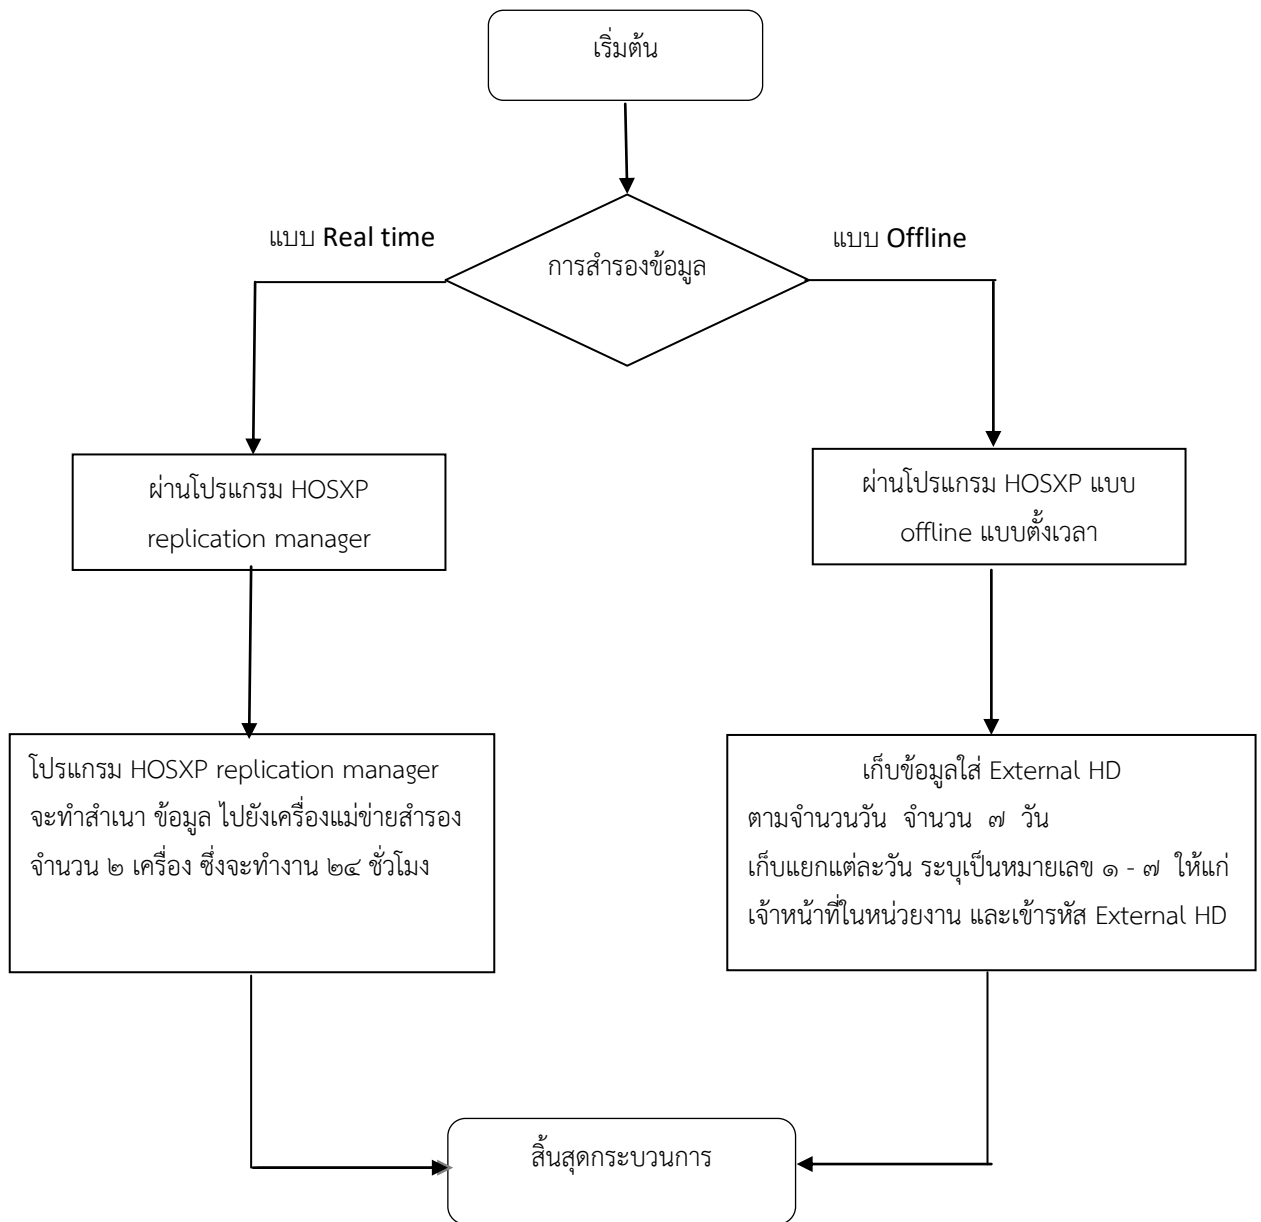 เริ่มต้น
แบบ Real time
แบบ Offline
การสำรองข้อมูล
ผ่านโปรแกรม HOSXP
replication manager
ผ่านโปรแกรม HOSXP แบบ
offline แบบตั้งเวลา
โปรแกรม HOSXP replication manager
จะทำสำเนา ข้อมูล ไปยังเครื่องแม่ข่ายสำรอง
จำนวน ๒ เครื่อง ซึ่งจะทำงาน ๒๔ ชั่วโมง
เก็บข้อมูลใส่ External HD
ตามจำนวนวัน จำนวน ๗ วัน
เก็บแยกแต่ละวัน ระบุเป็นหมายเลข ๑ - ๗ ให้แก่
เจ้าหน้าที่ในหน่วยงาน และเข้ารหัส External HD
สิ้นสุดกระบวนการ